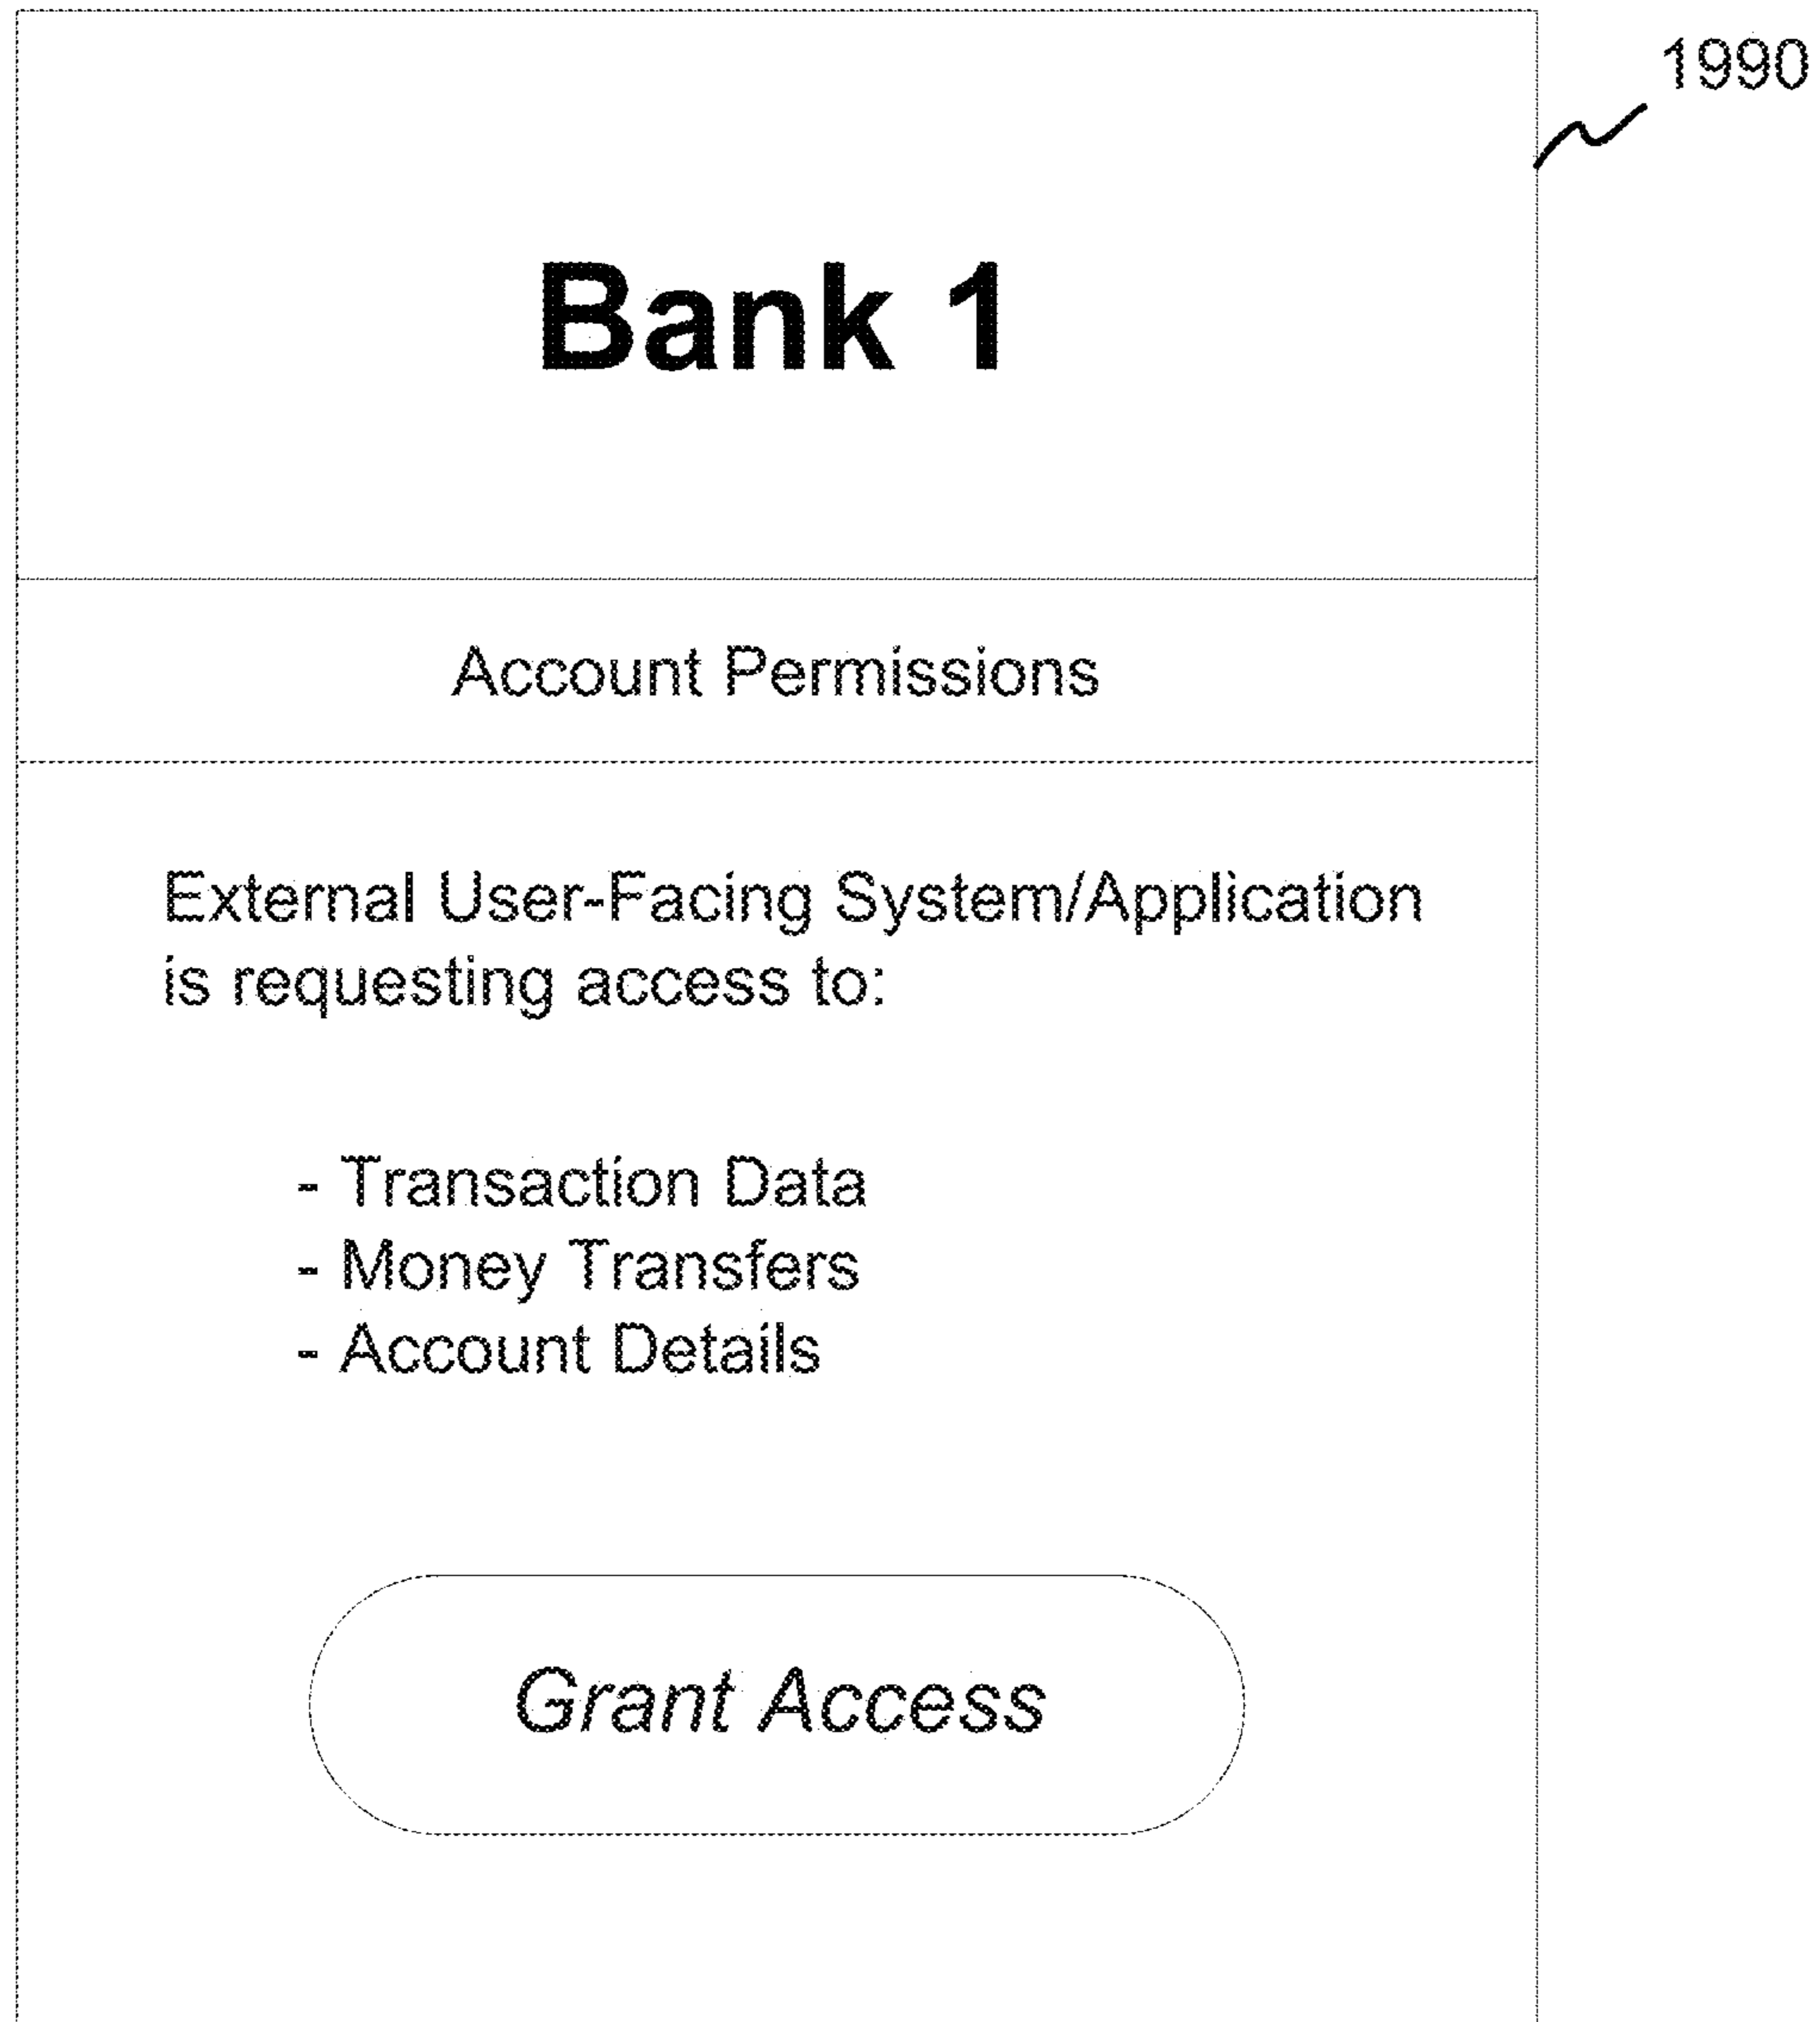 1990
Bank 1
Account Permissions
External User-Facing System/Application
is requesting access to:
- Transaction Data
- Money Transfers
- Account Details
Grant Access